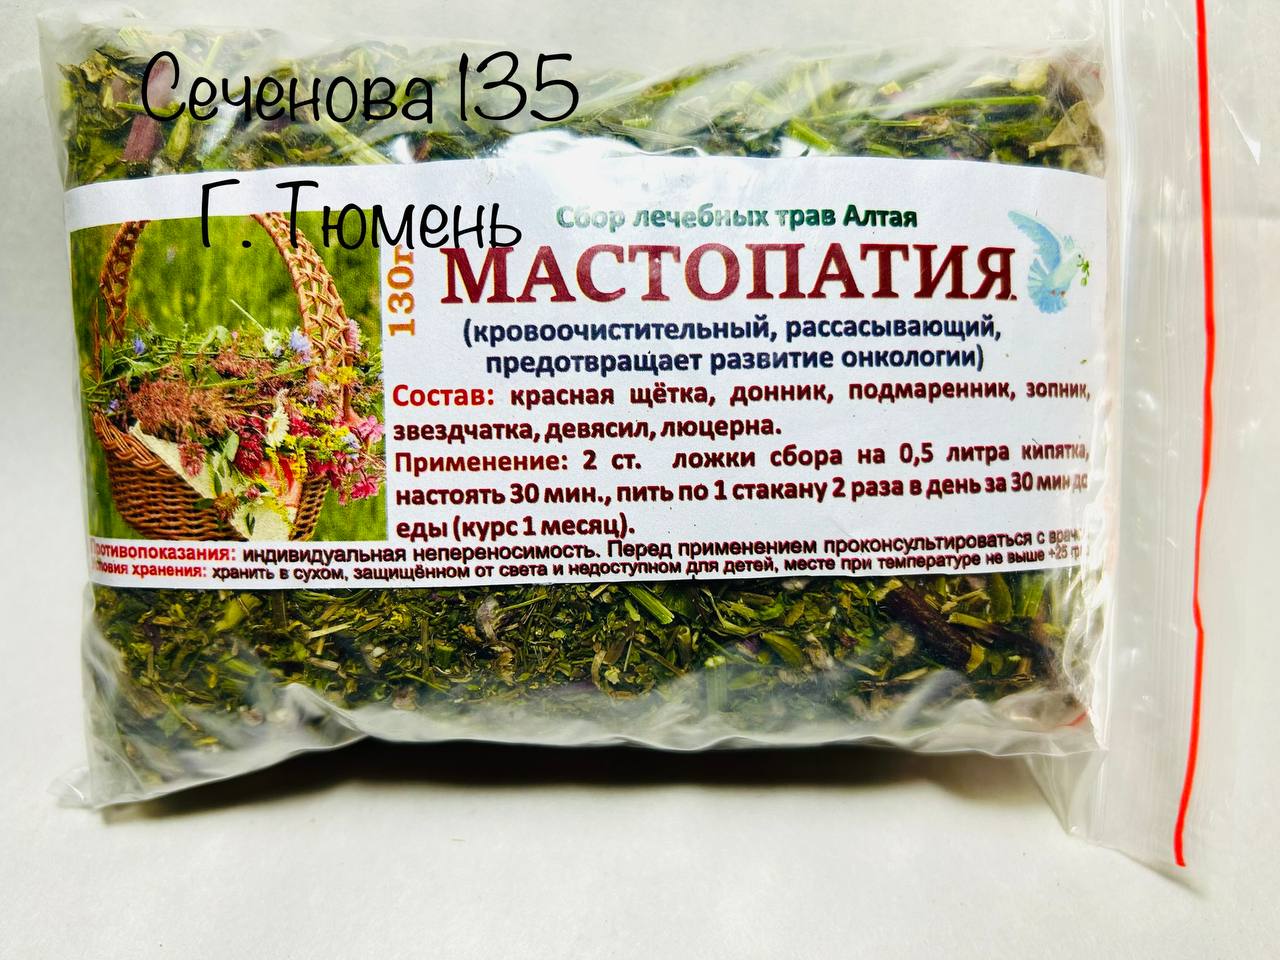 Сеченова 135
Г. Тюмень
Сбор лечебных трав Алтая
130г
МАСТОПАТИЯ
(кровоочистительный, рассасывающий,
предотвращает развитие онкологии)
Состав: красная щётка, донник, подмаренник, зопник,
звездчатка, девясил, люцерна.
Применение: 2 ст. ложки сбора на 0,5 литра кипятка,
настоять 30 мин., пить по 1 стакану 2 раза в день за 30 мин до
еды (курс 1 месяц).
Противопоказания: индивидуальная непереносимость. Перед применением проконсультироваться с врачом
Условия хранения: хранить в сухом, защищённом от света и недоступном для детей, месте при температуре не выше +25